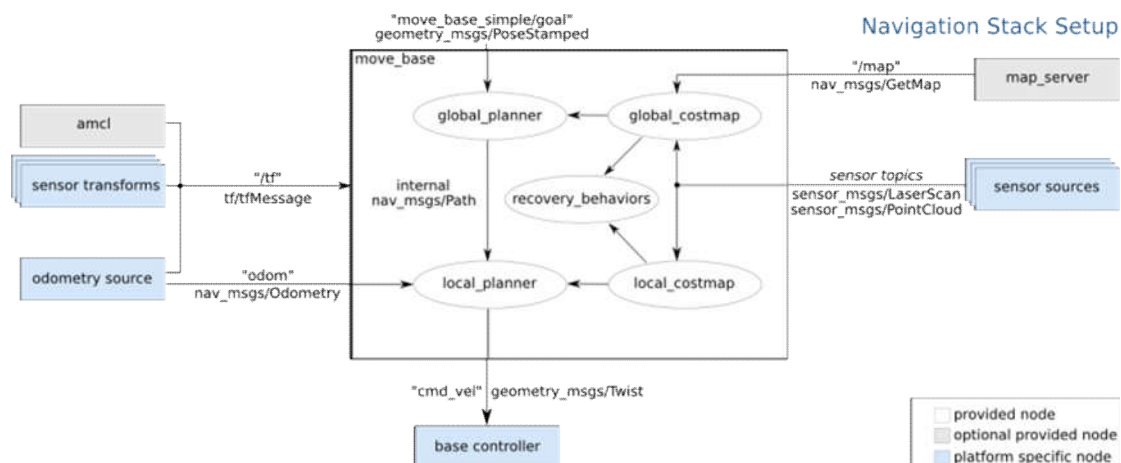 Navigation Stack Setup
"move_base_simple/goal"
geometry_msgs/PoseStamped
move_base
"/map"
nav_msgs/GetMap
map_server
amcl
global_planner
global_costmap
sensor transforms
"/tf"
tf/tfMessage
internal
nav_msgs/Path
recovery_behaviors
sensor topics
sensor_msgs/LaserScan
sensor_msgs/PointCloud
sensor sources
odometry source
"odom"
nav_msgs/Odometry
local_planner
local_costmap
"cmd_vel" geometry_msgs/Twist
base controller
provided node
optional provided node
platform specific node